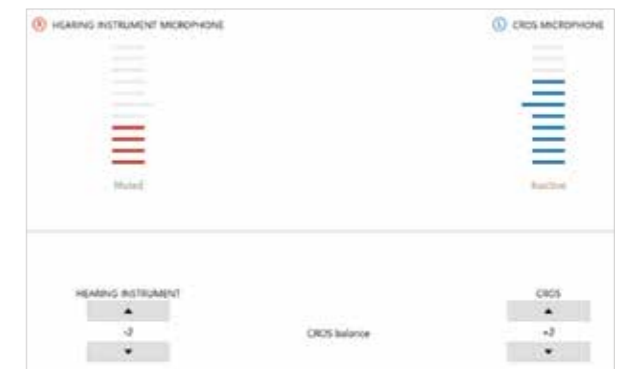 R HEARING INSTRUMENT MICROPHONE
L CROS MICROPHONE
Muted
Inactive
HEARING INSTRUMENT
CROS
-2
CROS balance
+2